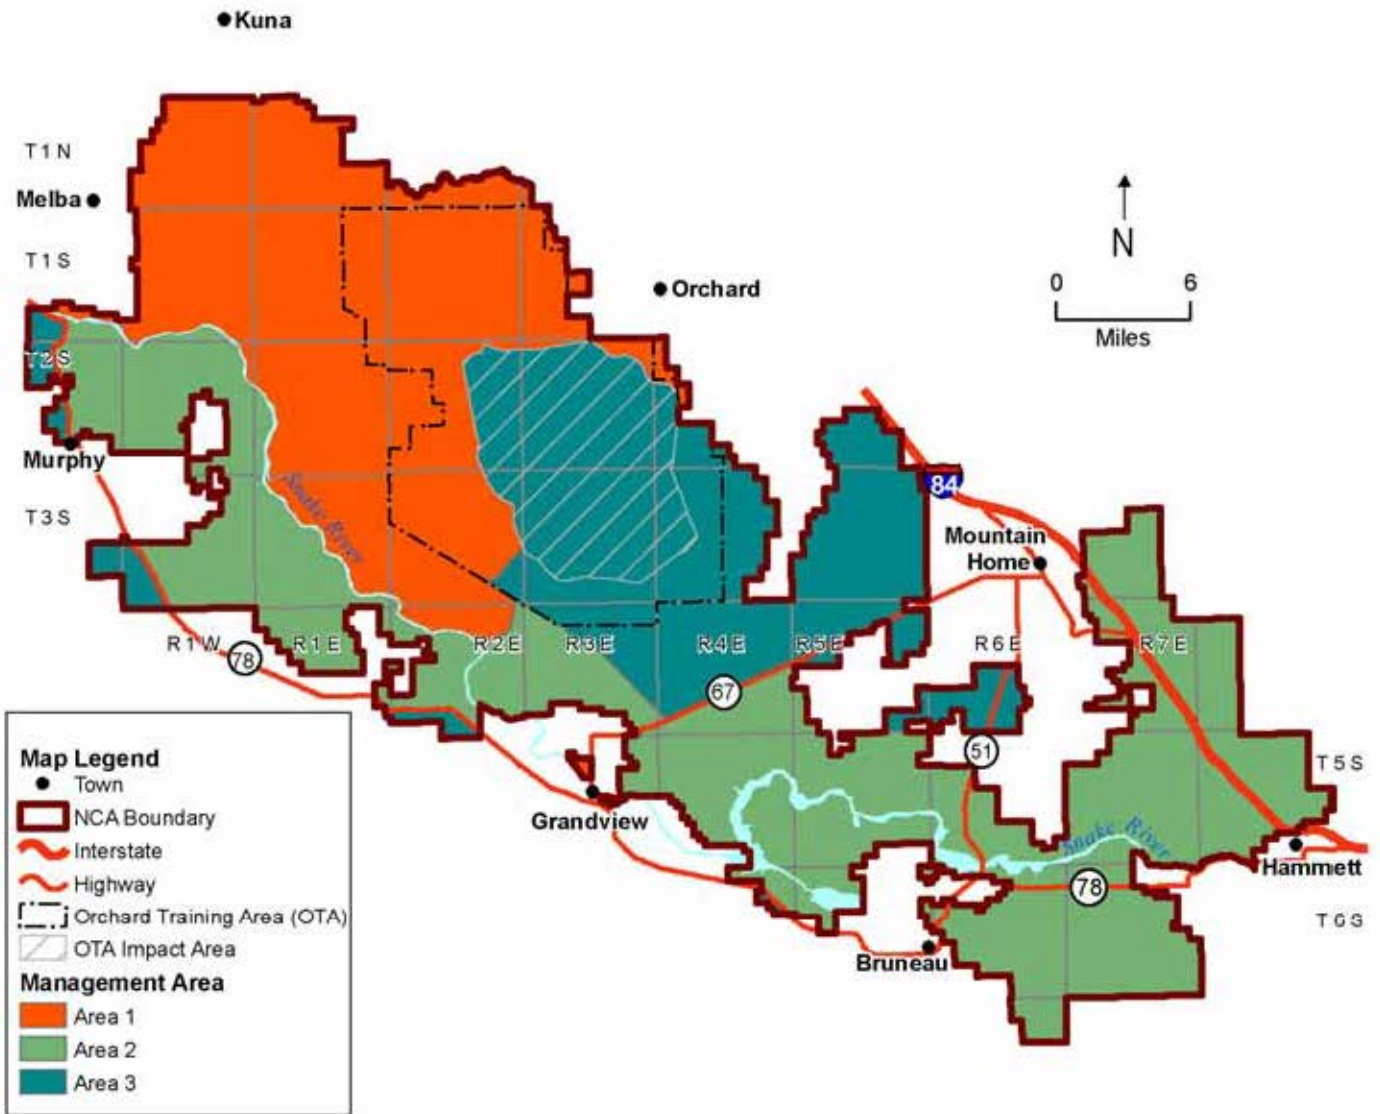 Kuna
T1N
Melba
T1S
Orchard
N
0 6
Miles
T2S
Murphy
T3S
Snake River
84
Mountain
Home
R1W
78
R1E
R2E
R3E
R4E
R5E
R6E
R7E
67
51
T5S
Grandview
Snake River
Hammett
78
T6S
Bruneau
Map Legend
Town
NCA Boundary
Interstate
Highway
Orchard Training Area (OTA)
OTA Impact Area
Management Area
Area 1
Area 2
Area 3